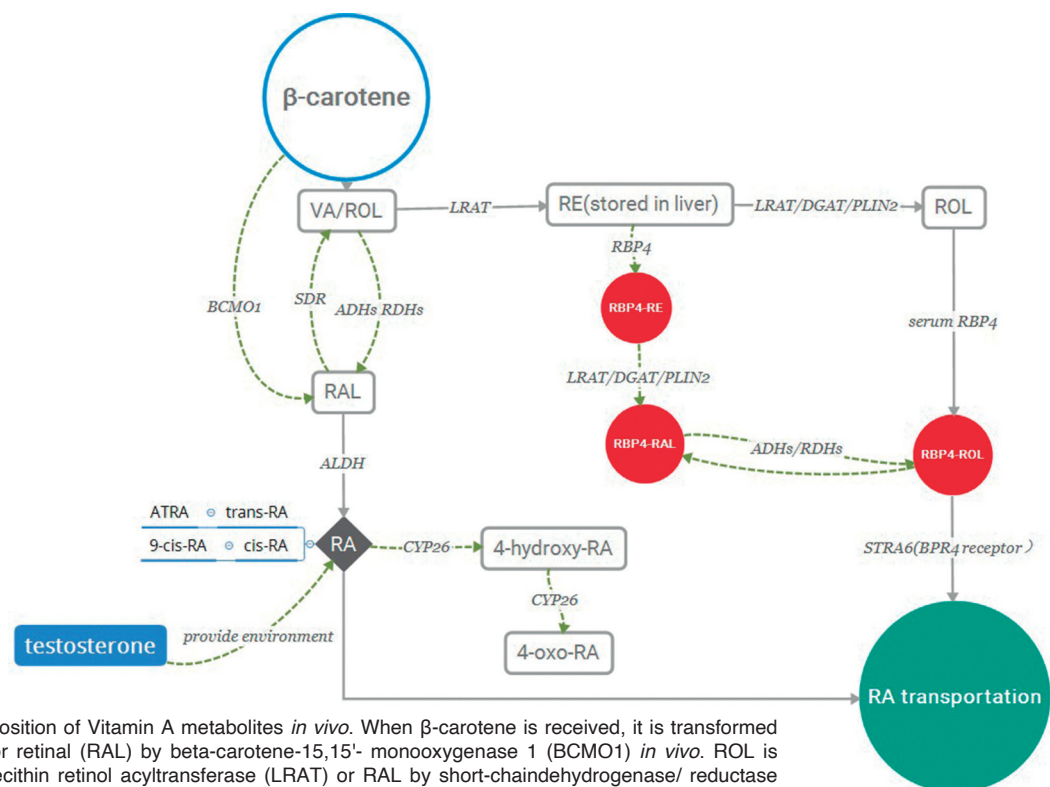 β-carotene
VA/ROL
LRAT
RE(stored in liver)
LRAT/DGAT/PLIN2
ROL
RBP4
BCMO1
SDR
ADHs RDHs
RBP4-RE
serum RBP4
LRAT/DGAT/PLIN2
RAL
RBP4-RAL
ADHs/RDHs
RBP4-ROL
ALDH
ATRA
trans-RA
9-cis-RA
cis-RA
RA
CYP26
4-hydroxy-RA
STRA6(BPR4 receptor)
CYP26
testosterone
provide environment
4-oxo-RA
RA transportation
osition of Vitamin A metabolites in vivo. When β-carotene is received, it is transformed
or retinal (RAL) by beta-carotene-15,15'- monooxygenase 1 (BCMO1) in vivo. ROL is
ecithin retinol acyltransferase (LRAT) or RAL by short-chaindehydrogenase/ reductase